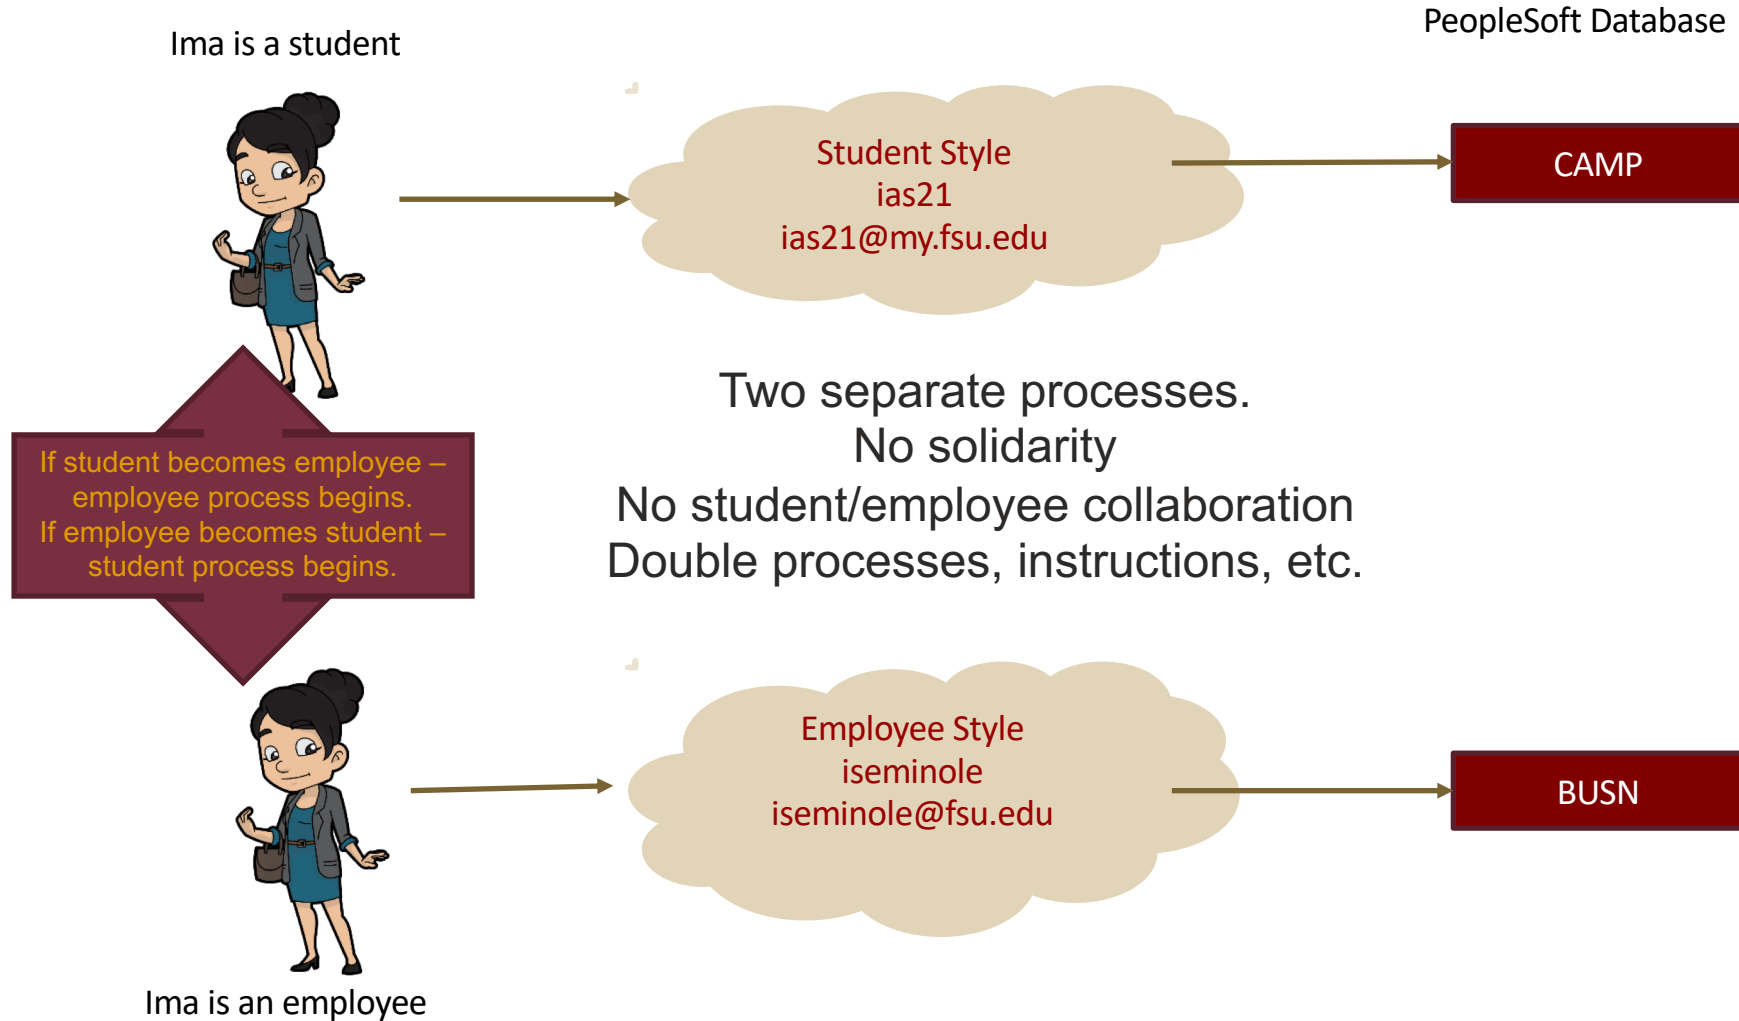 Ima is a student
PeopleSoft Database
Student Style
ias21
ias21@my.fsu.edu
CAMP
If student becomes employee –
employee process begins.
If employee becomes student –
student process begins.
Two separate processes.
No solidarity
No student/employee collaboration
Double processes, instructions, etc.
Employee Style
iseminole
iseminole@fsu.edu
BUSN
Ima is an employee